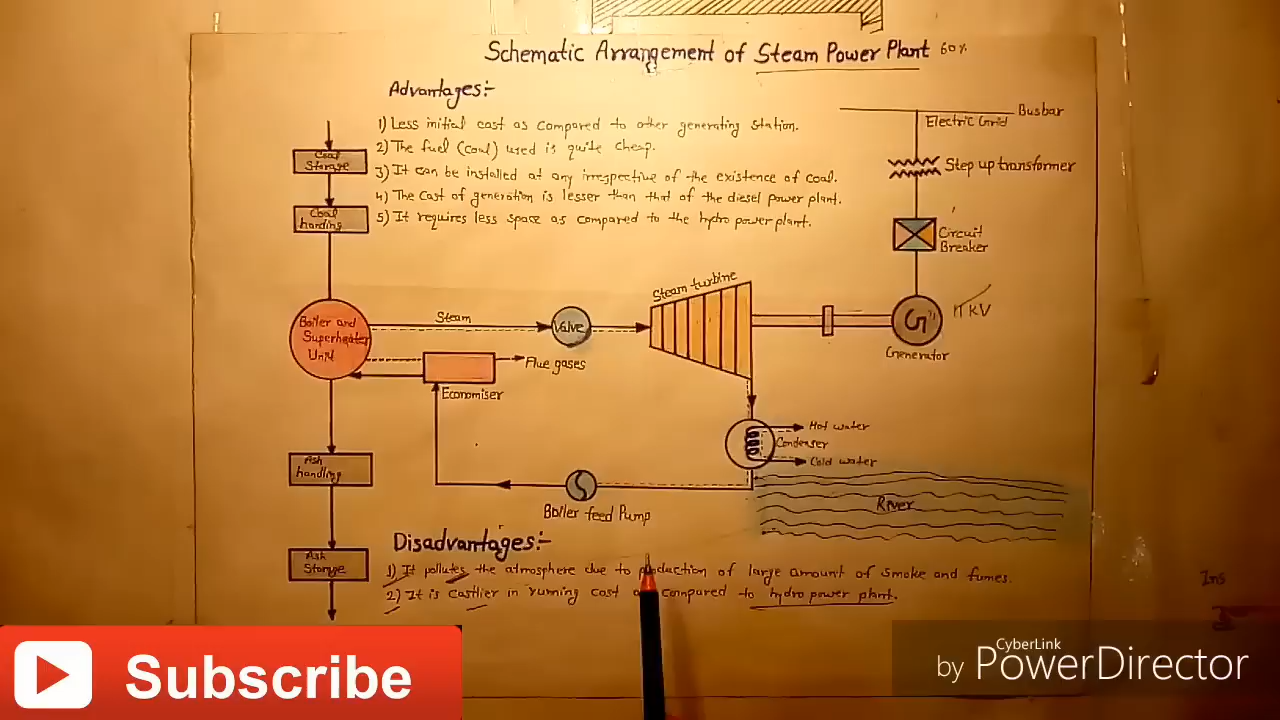 Schematic Arrangement of Steam Power Plant 60%
Advantages:-
1) Less initial cost as compared to other generating station.
2) The fuel (coal) used is quite cheap.
3) It can be installed at any irrespective of the existence of coal.
4) The cost of generation is lesser than that of the diesel power plant.
5) It requires less space as compared to the hydro power plant.
Coal
Storage
Coal
handing
Busbar
Electric Grid
Step up transformer
Circuit
Breaker
Boiler and
Superheater
Unit
Steam
Valve
Steam turbine
G
11 KV
Generator
Flue gases
Economiser
Hot water
Condenser
Cold water
River
Boiler feed Pump
Ash
handling
Ash
Storage
Disadvantages:-
1) It pollutes the atmosphere due to production of large amount of smoke and fumes.
2) It is castlier in running cost compared to hydro power plant.
Ins
Subscribe
CyberLink
by PowerDirector